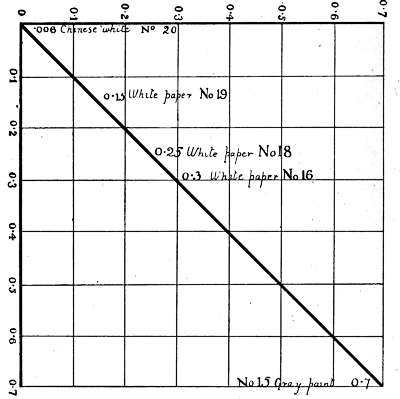 0 0.1 0.2 0.3 0.4 0.5 0.6 0.7
.006 Chinese white Nº 20
0.1
0.13 White paper No 19
0.2
0.25 White paper No 18
0.3 White paper No 16
0.3
0.4
0.5
0.6
No 15 Gray paint 0.7
0.7